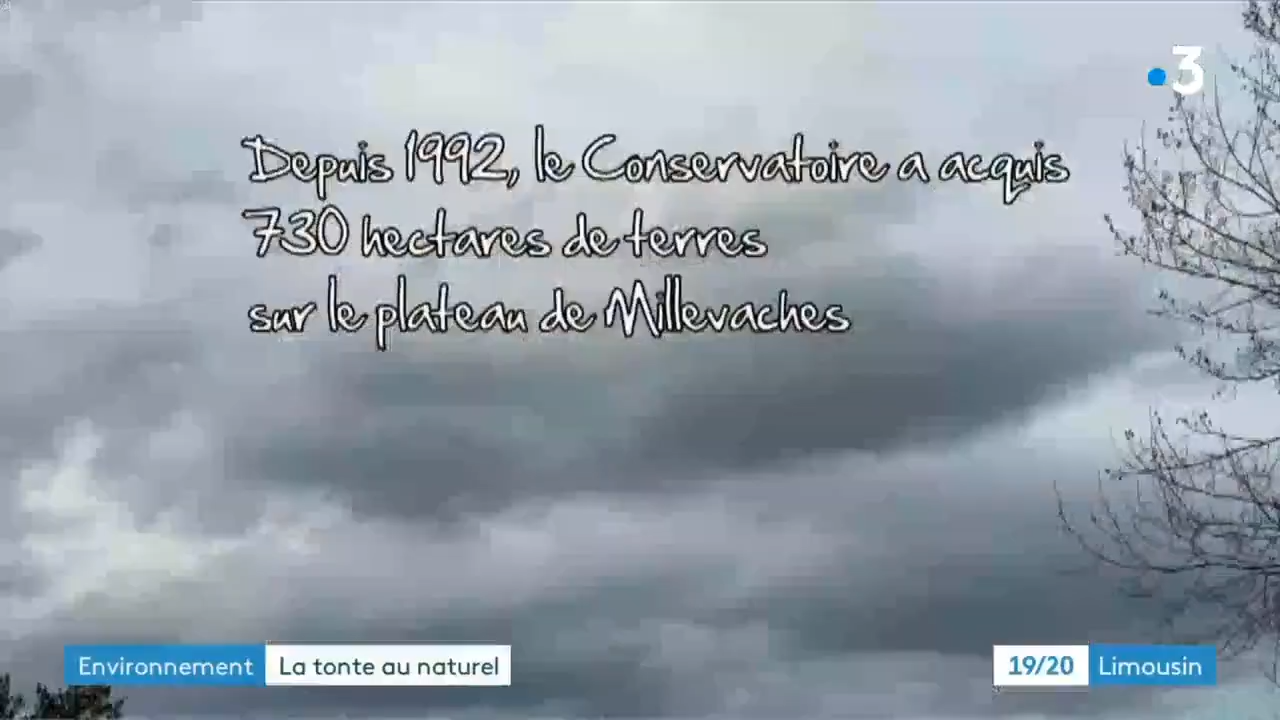 3
Depuis 1992, le Conservatoire a acquis
730 hectares de terres
sur le plateau de Millevaches
Environnement La tonte au naturel
19/20 Limousin